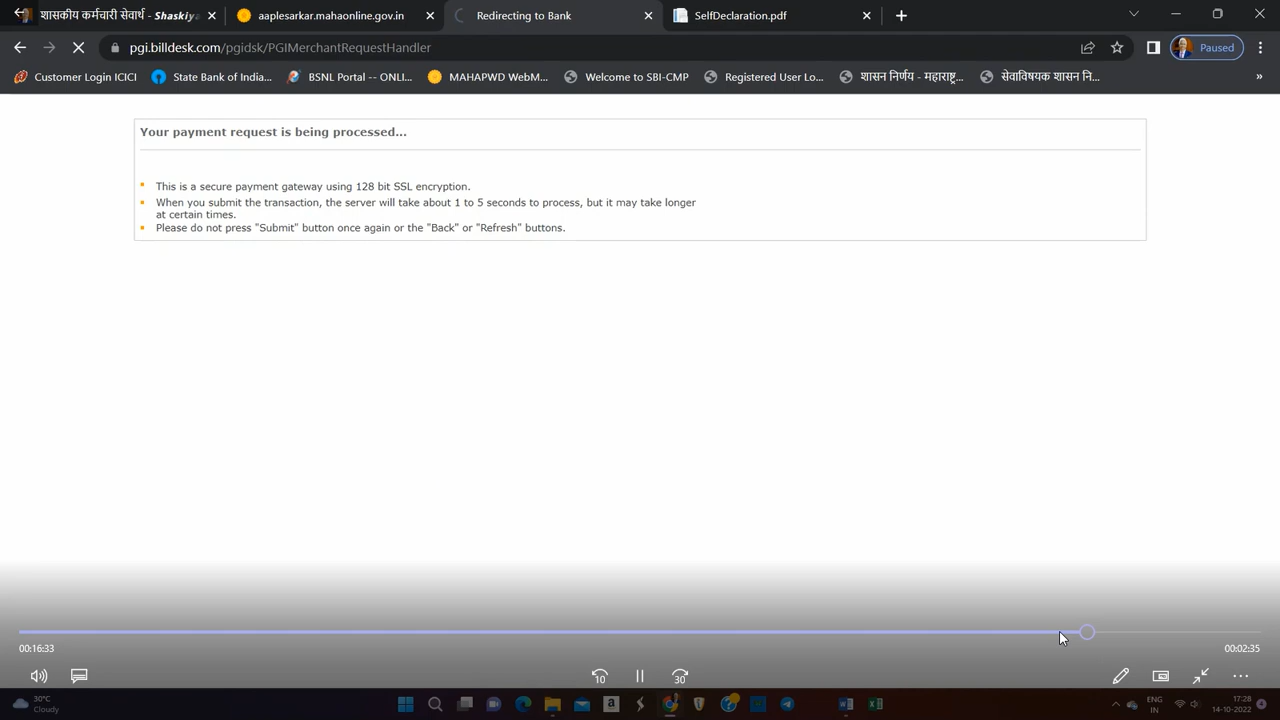 शासकीय कर्मचारी सेवार्थ - Shaskiya
aaplesarkar.mahaonline.gov.in
Redirecting to Bank
SelfDeclaration.pdf
pgi.billdesk.com/pgidsk/PGIMerchantRequestHandler
Paused
Customer Login ICICI
State Bank of India...
BSNL Portal -- ONLI...
MAHAPWD WebM...
Welcome to SBI-CMP
Registered User Lo...
शासन निर्णय - महाराष्ट्र...
सेवाविषयक शासन नि...
Your payment request is being processed...
This is a secure payment gateway using 128 bit SSL encryption.
When you submit the transaction, the server will take about 1 to 5 seconds to process, but it may take longer
at certain times.
Please do not press "Submit" button once again or the "Back" or "Refresh" buttons.
00:16:33
00:02:35
10
30
30°C
Cloudy
ENG
IN
17:28
14-10-2022